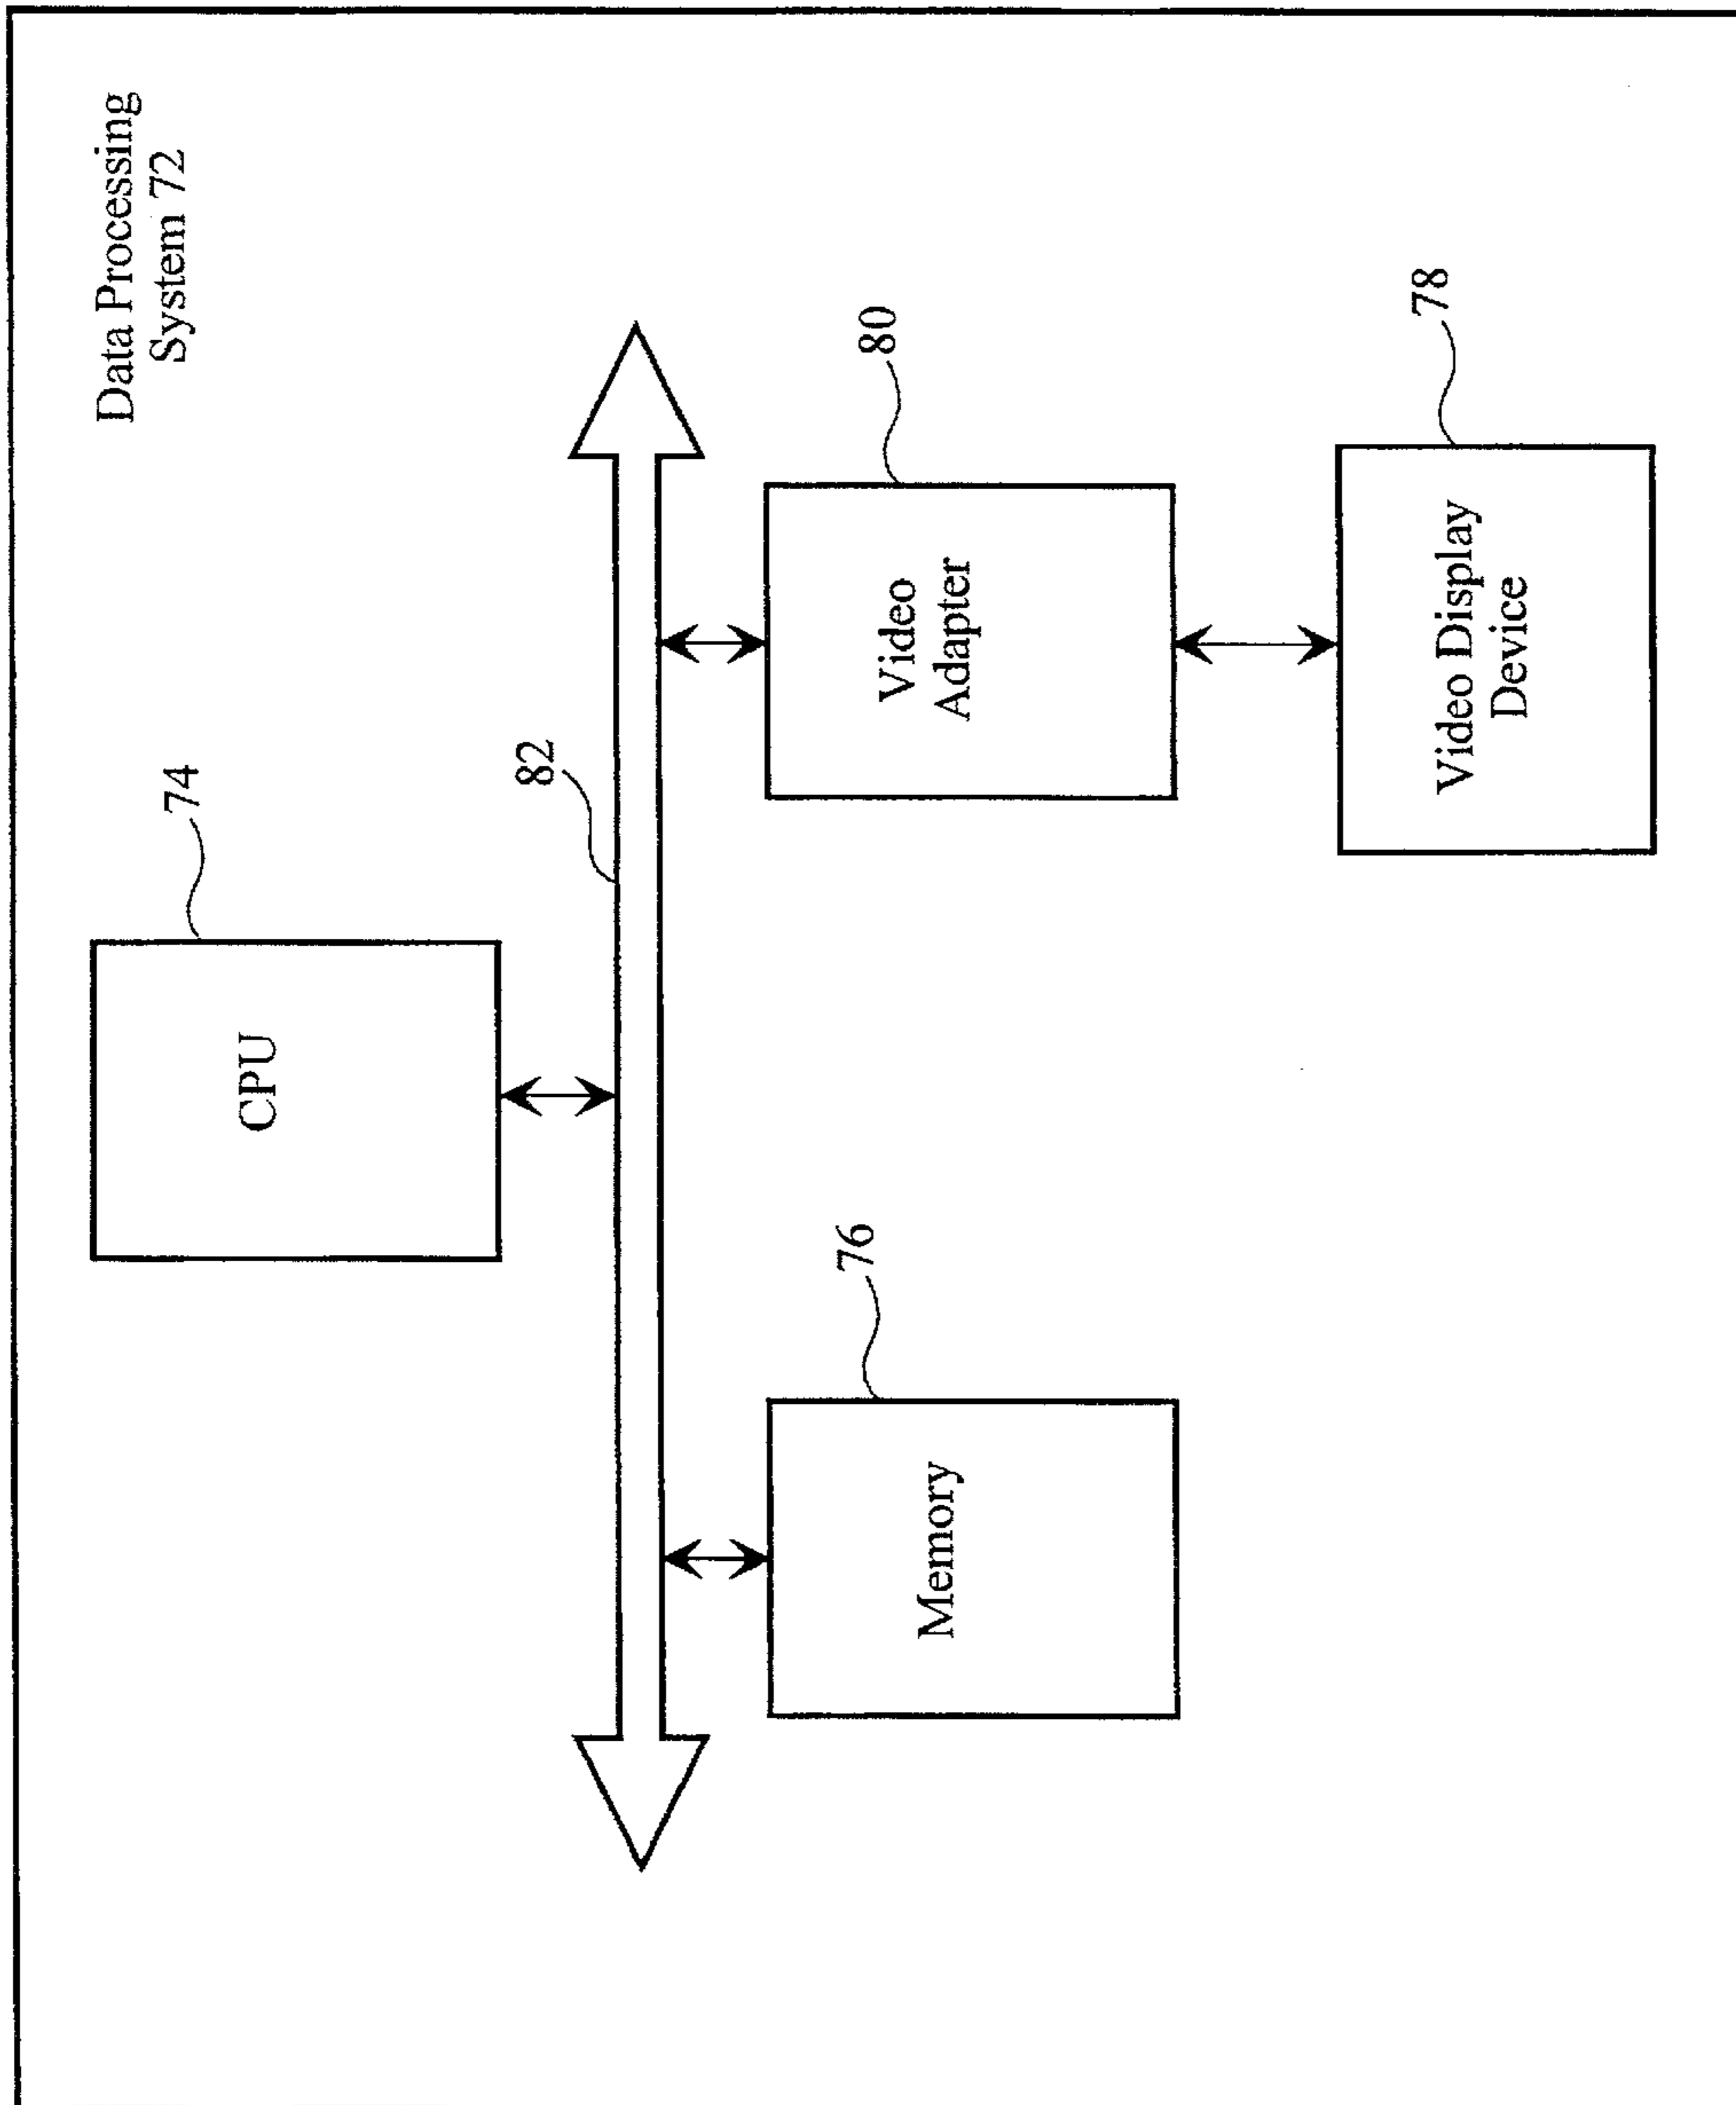 Data Processing
System 72
74
CPU
82
76
80
Memory
Video
Adapter
78
Video Display
Device